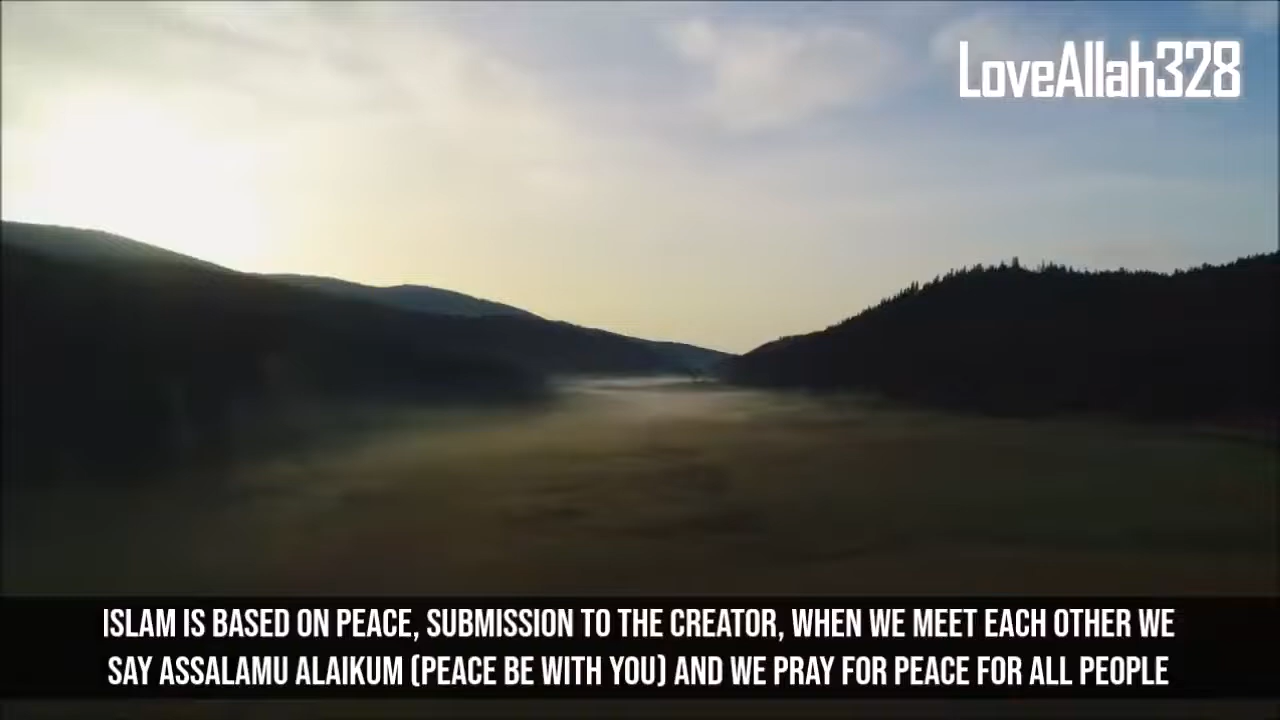 LoveAllah328
ISLAM IS BASED ON PEACE, SUBMISSION TO THE CREATOR, WHEN WE MEET EACH OTHER WE
SAY ASSALAMU ALAIKUM (PEACE BE WITH YOU) AND WE PRAY FOR PEACE FOR ALL PEOPLE